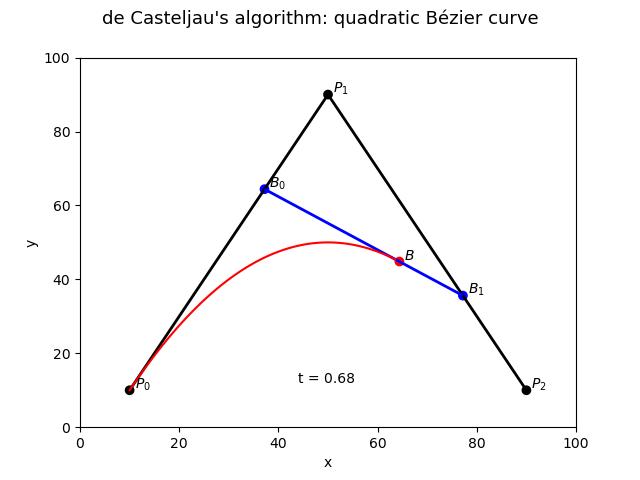 de Casteljau's algorithm: quadratic Bézier curve
100
80
60
40
20
0
y
P₁
B₀
B
B₁
P₀
P₂
t = 0.68
0 20 40 60 80 100
x